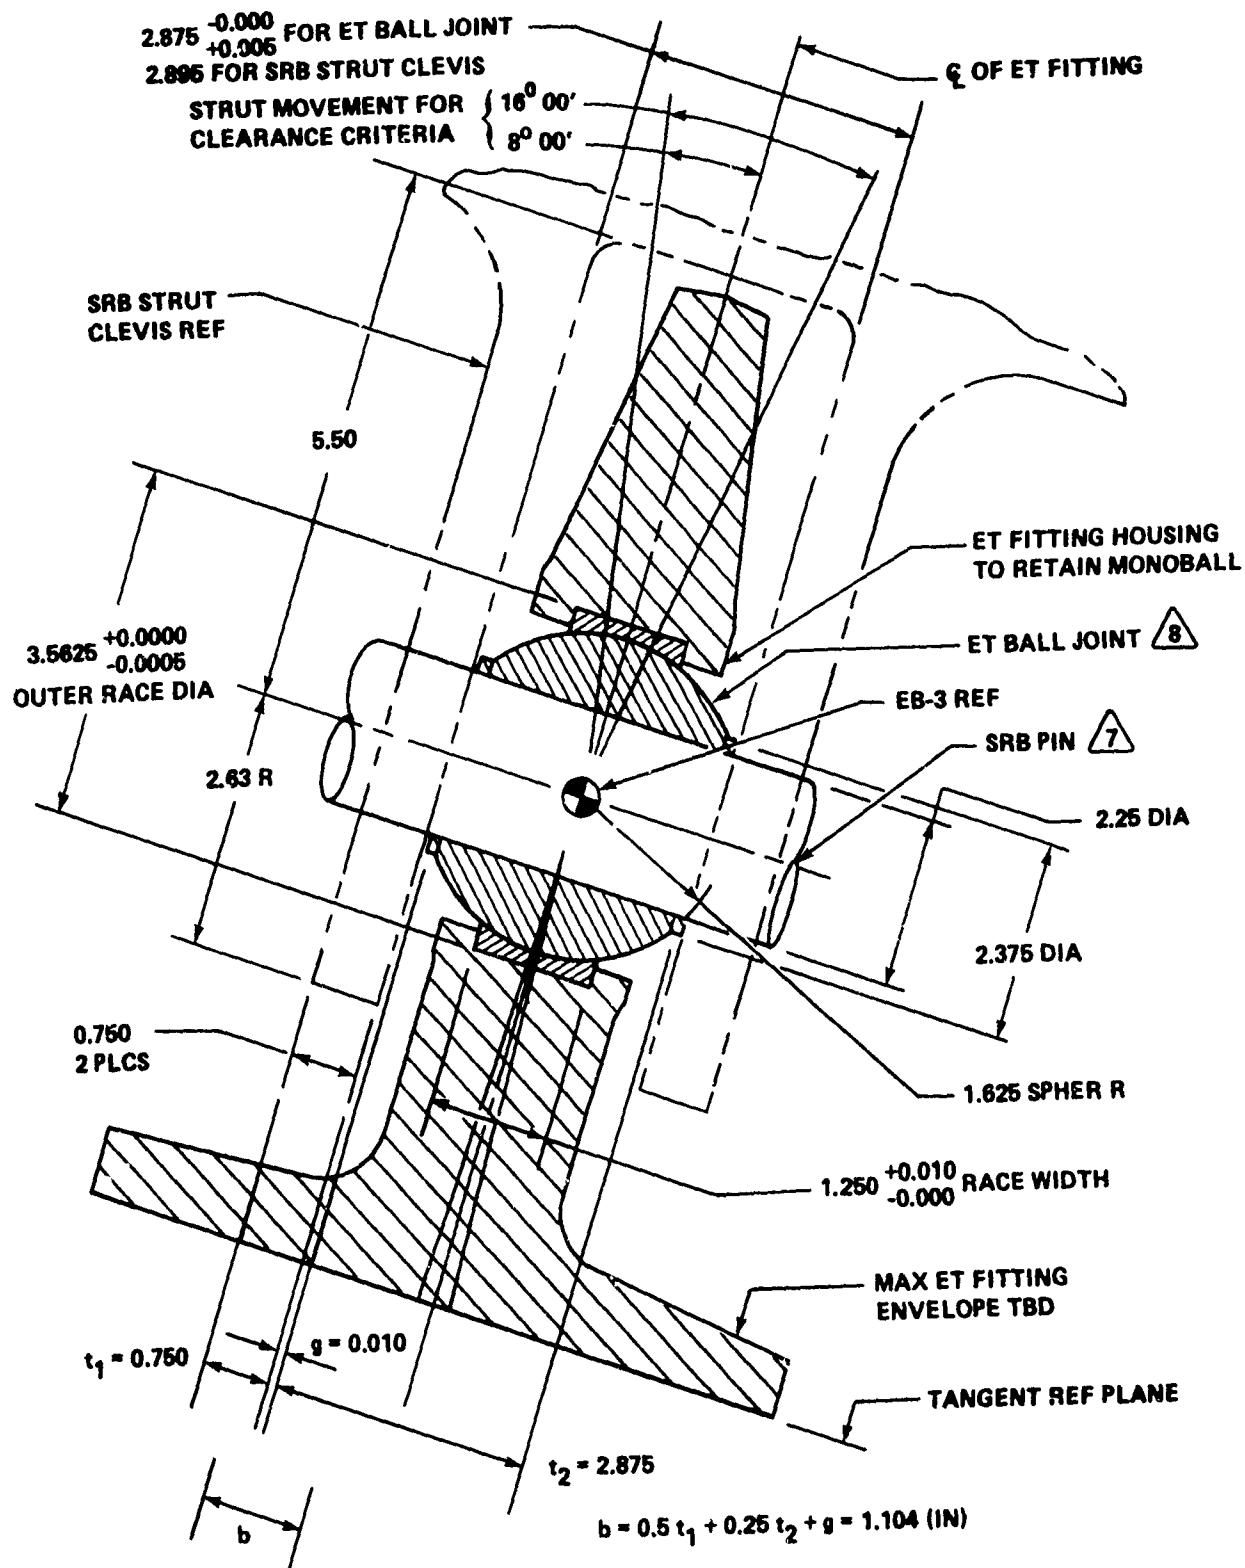 2.875 -0.000 +0.005 FOR ET BALL JOINT
2.895 FOR SRB STRUT CLEVIS
STRUT MOVEMENT FOR CLEARANCE CRITERIA { 16° 00′
8° 00′
℄ OF ET FITTING
SRB STRUT
CLEVIS REF
5.50
ET FITTING HOUSING
TO RETAIN MONOBALL
3.5625 +0.0000 -0.0005
OUTER RACE DIA
ET BALL JOINT 8
EB-3 REF
SRB PIN 7
2.63 R
2.25 DIA
2.375 DIA
0.750
2 PLCS
1.625 SPHER R
1.250 +0.010 -0.000 RACE WIDTH
MAX ET FITTING
ENVELOPE TBD
g = 0.010
t1 = 0.750
TANGENT REF PLANE
t2 = 2.875
b
b = 0.5 t1 + 0.25 t2 + g = 1.104 (IN)